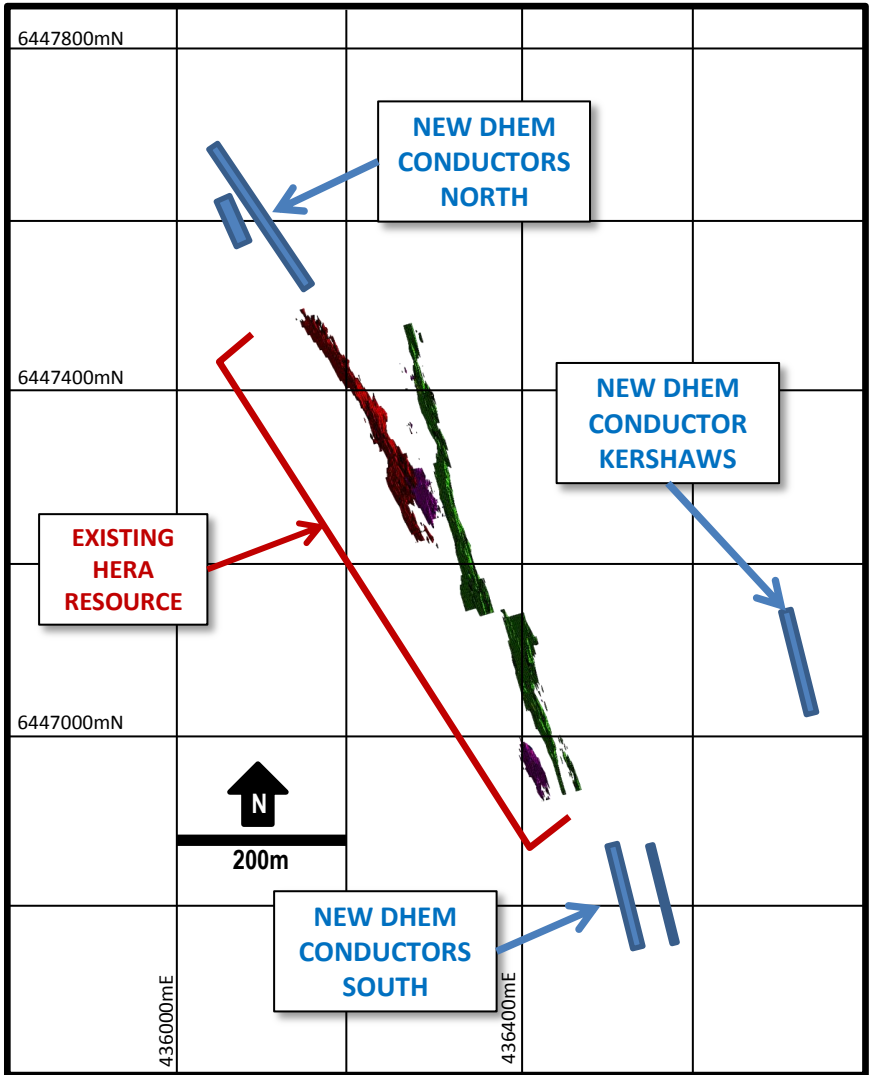 6447800mN
NEW DHEM
CONDUCTORS
NORTH
6447400mN
NEW DHEM
CONDUCTOR
KERSHAWS
EXISTING
HERA
RESOURCE
6447000mN
N
200m
NEW DHEM
CONDUCTORS
SOUTH
436000mE
436400mE